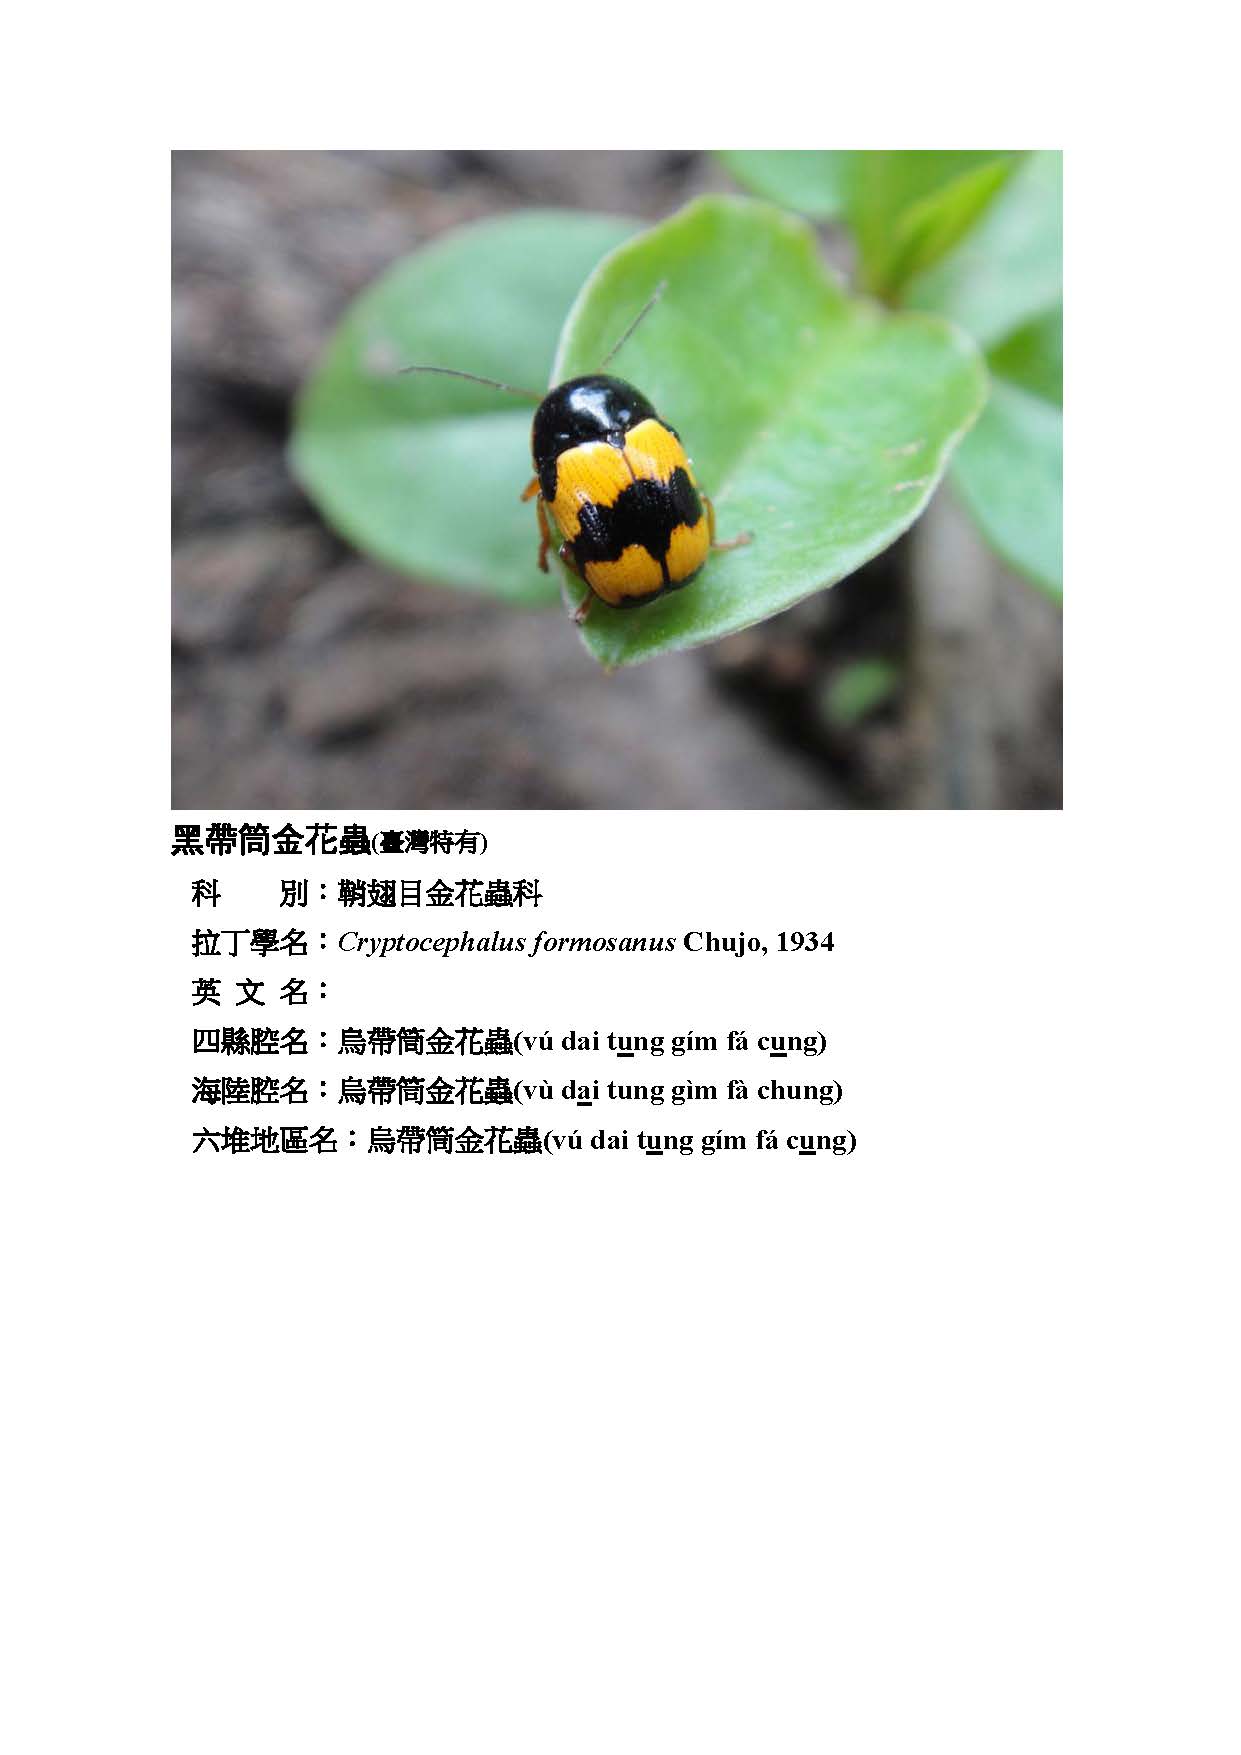 黑帶筒金花蟲(臺灣特有)
科　　別：鞘翅目金花蟲科
拉丁學名：Cryptocephalus formosanus Chujo, 1934
英 文 名：
四縣腔名：烏帶筒金花蟲(vú dai tung gím fá cung)
海陸腔名：烏帶筒金花蟲(vù dai tung gìm fà chung)
六堆地區名：烏帶筒金花蟲(vú dai tung gím fá cung)